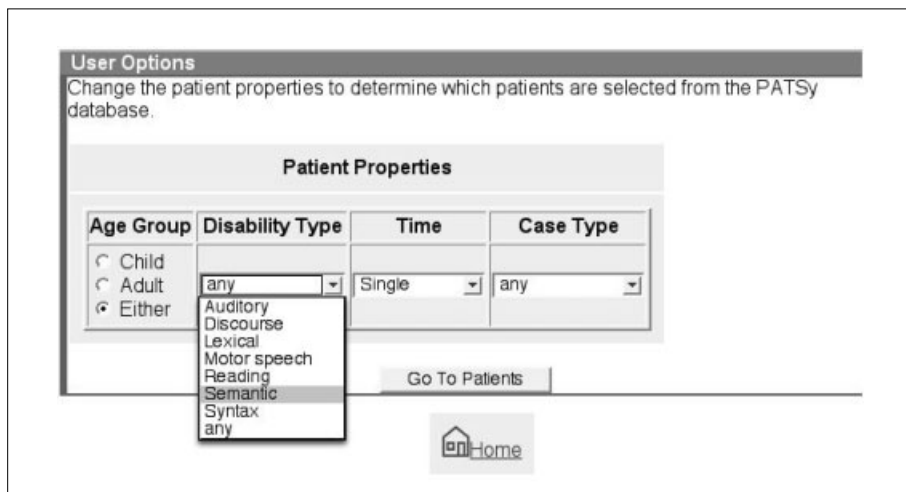 User Options
Change the patient properties to determine which patients are selected from the PATSy
database.
Patient Properties
Age Group Disability Type Time Case Type
Child
Adult any Single any
Either
Auditory
Discourse
Lexical
Motor speech
Reading
Semantic
Syntax
any
Go To Patients
Home